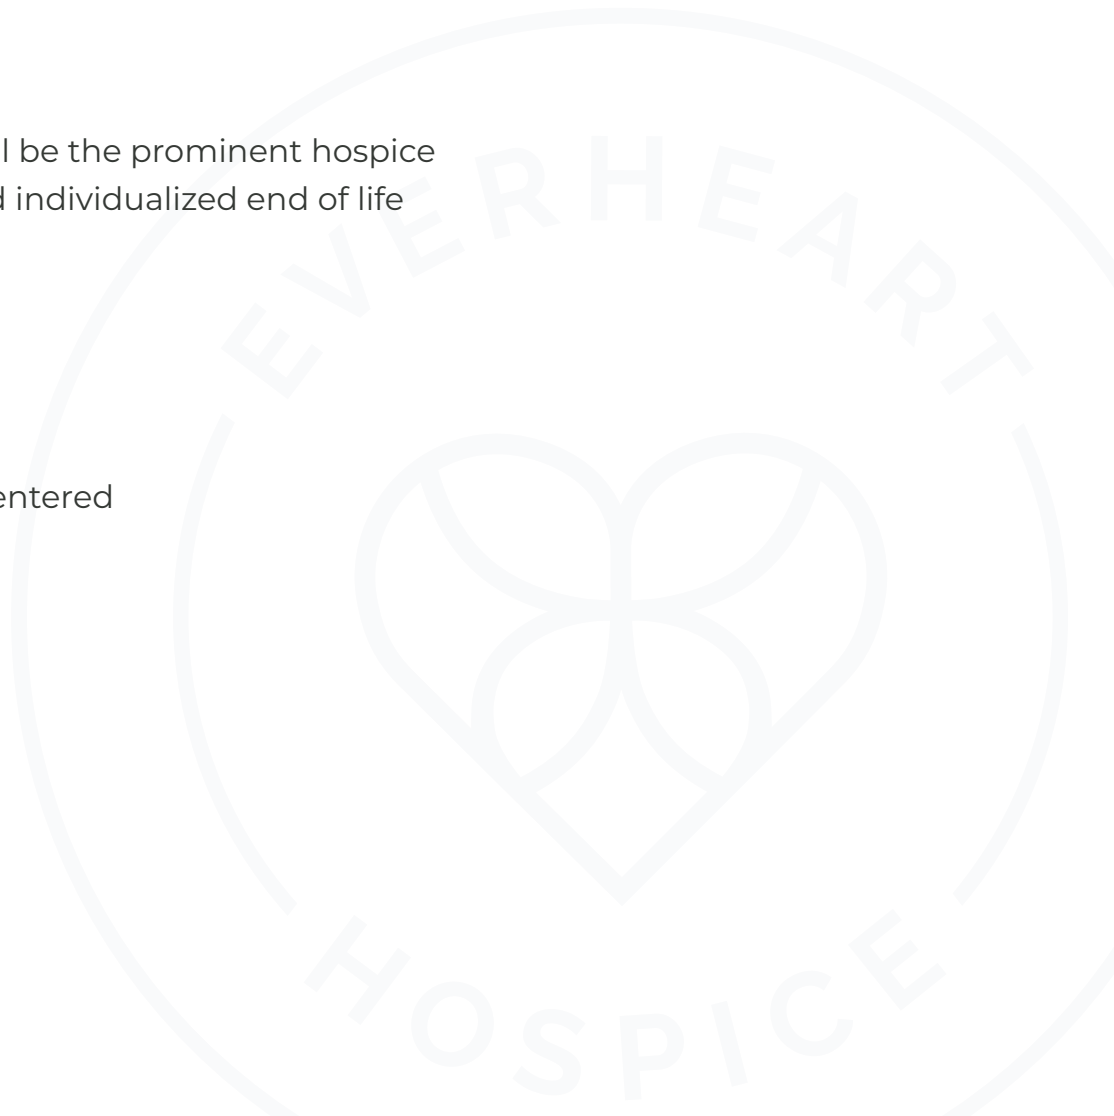 l be the prominent hospice
d individualized end of life
entered
EVERHEART
HOSPICE